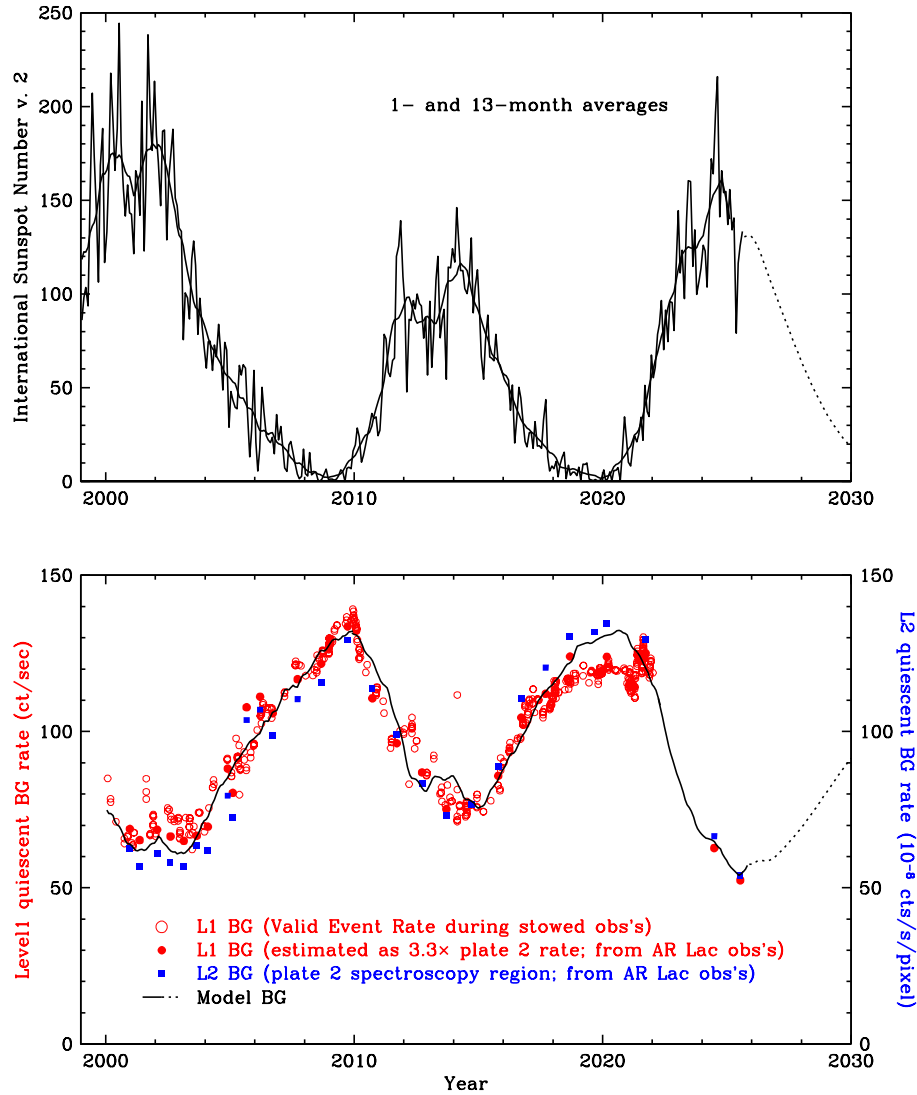 250
200
150
100
50
0
International Sunspot Number v. 2
1- and 13-month averages
2000 2010 2020 2030
150 150
100 100
50 50
0 0
Level1 quiescent BG rate (ct/sec)
L2 quiescent BG rate (10⁻⁸ cts/s/pixel)
L1 BG (Valid Event Rate during stowed obs's)
L1 BG (estimated as 3.3× plate 2 rate; from AR Lac obs's)
L2 BG (plate 2 spectroscopy region; from AR Lac obs's)
Model BG
2000 2010 2020 2030
Year